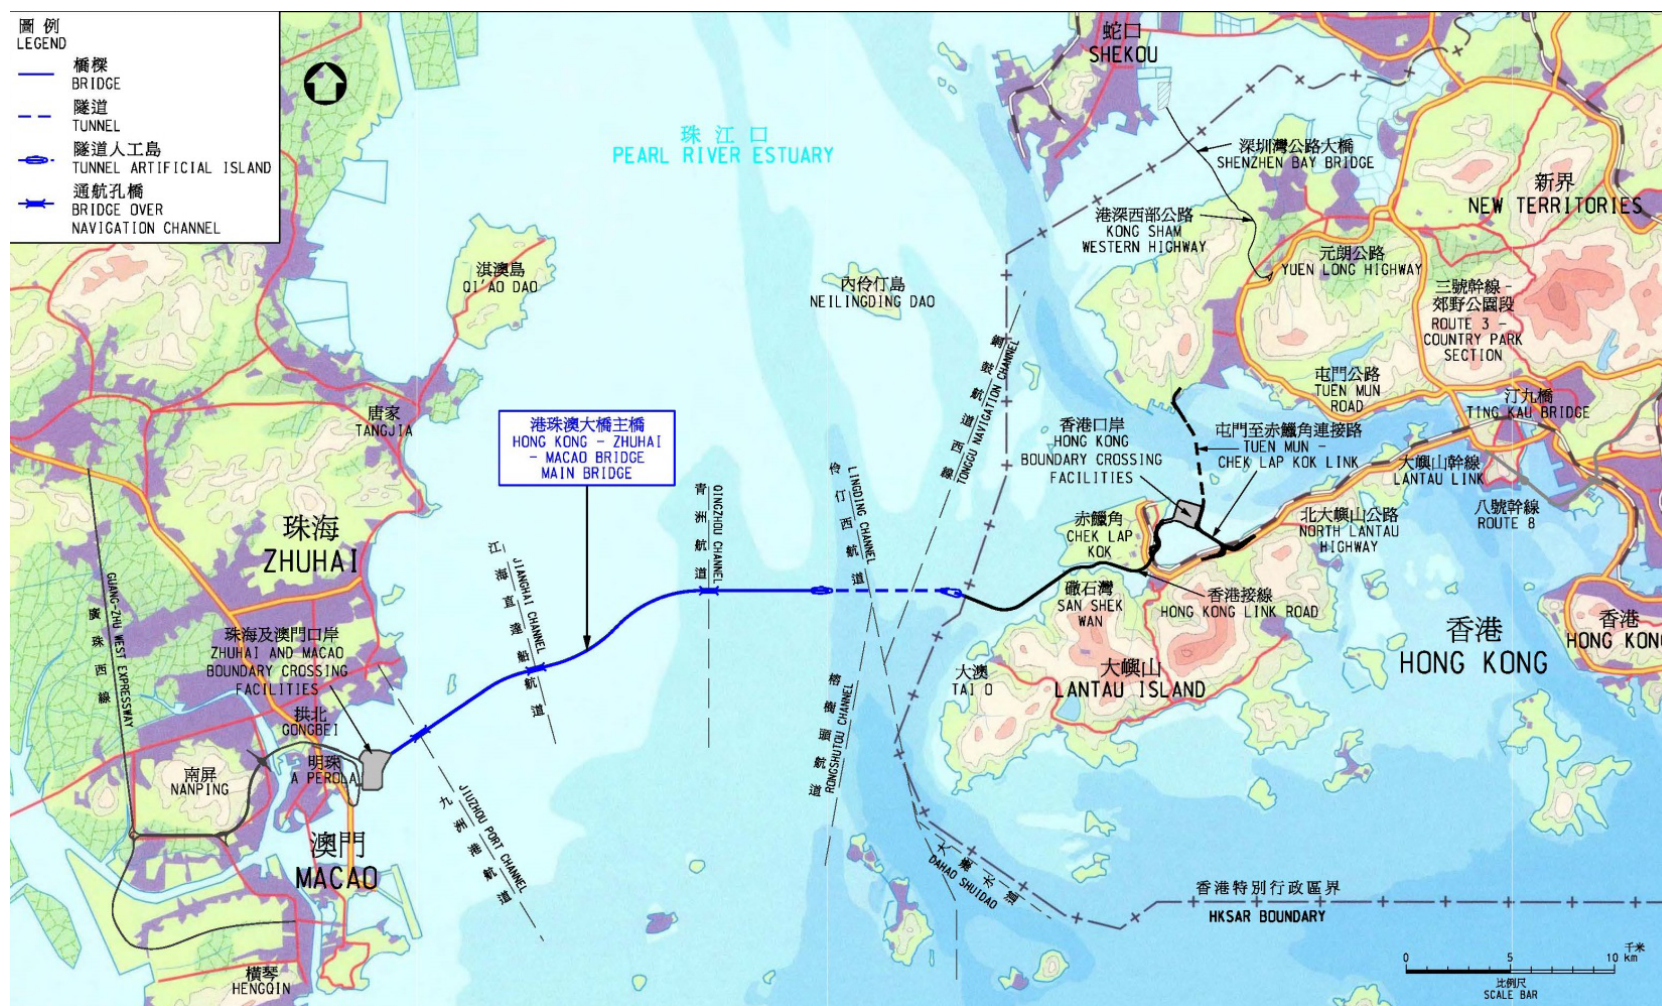 圖 例
LEGEND
橋樑
BRIDGE
隧道
TUNNEL
隧道人工島
TUNNEL ARTIFICIAL ISLAND
通航孔橋
BRIDGE OVER
NAVIGATION CHANNEL
珠 江 口
PEARL RIVER ESTUARY
蛇口
SHEKOU
深圳灣公路大橋
SHENZHEN BAY BRIDGE
新界
NEW TERRITORIES
港深西部公路
KONG SHAM
WESTERN HIGHWAY
元朗公路
YUEN LONG HIGHWAY
三號幹線 -
郊野公園段
ROUTE 3 -
COUNTRY PARK
SECTION
淇澳島
QI'AO DAO
內伶仃島
NEILINGDING DAO
屯門公路
TUEN MUN
ROAD
汀九橋
TING KAU BRIDGE
唐家
TANGJIA
港珠澳大橋主橋
HONG KONG - ZHUHAI
- MACAO BRIDGE
MAIN BRIDGE
香港口岸
HONG KONG
BOUNDARY CROSSING
FACILITIES
屯門至赤鱲角連接路
TUEN MUN -
CHEK LAP KOK LINK
大嶼山幹線
LANTAU LINK
八號幹線
ROUTE 8
北大嶼山公路
NORTH LANTAU
HIGHWAY
赤鱲角
CHEK LAP
KOK
珠海
ZHUHAI
廣珠西線
GUANG-ZHU WEST EXPRESSWAY
江海直達船航道
JIANGHAI CHANNEL
青洲航道
QINGZHOU CHANNEL
伶仃西航道
LINGDING CHANNEL
銅鼓航道西線
TONGGU NAVIGATION CHANNEL
䃟石灣
SAN SHEK
WAN
香港接線
HONG KONG LINK ROAD
珠海及澳門口岸
ZHUHAI AND MACAO
BOUNDARY CROSSING
FACILITIES
香港
HONG KONG
香港
HONG KONG
大澳
TAI O
大嶼山
LANTAU ISLAND
拱北
GONGBEI
明珠
A PEROLA
南屏
NANPING
榕樹頭航道
RONGSHUTOU CHANNEL
九洲港航道
JIUZHOU PORT CHANNEL
澳門
MACAO
大濠水道
DAHAO SHUIDAO
香港特別行政區界
HKSAR BOUNDARY
橫琴
HENGQIN
0 5 10 千米
km
比例尺
SCALE BAR